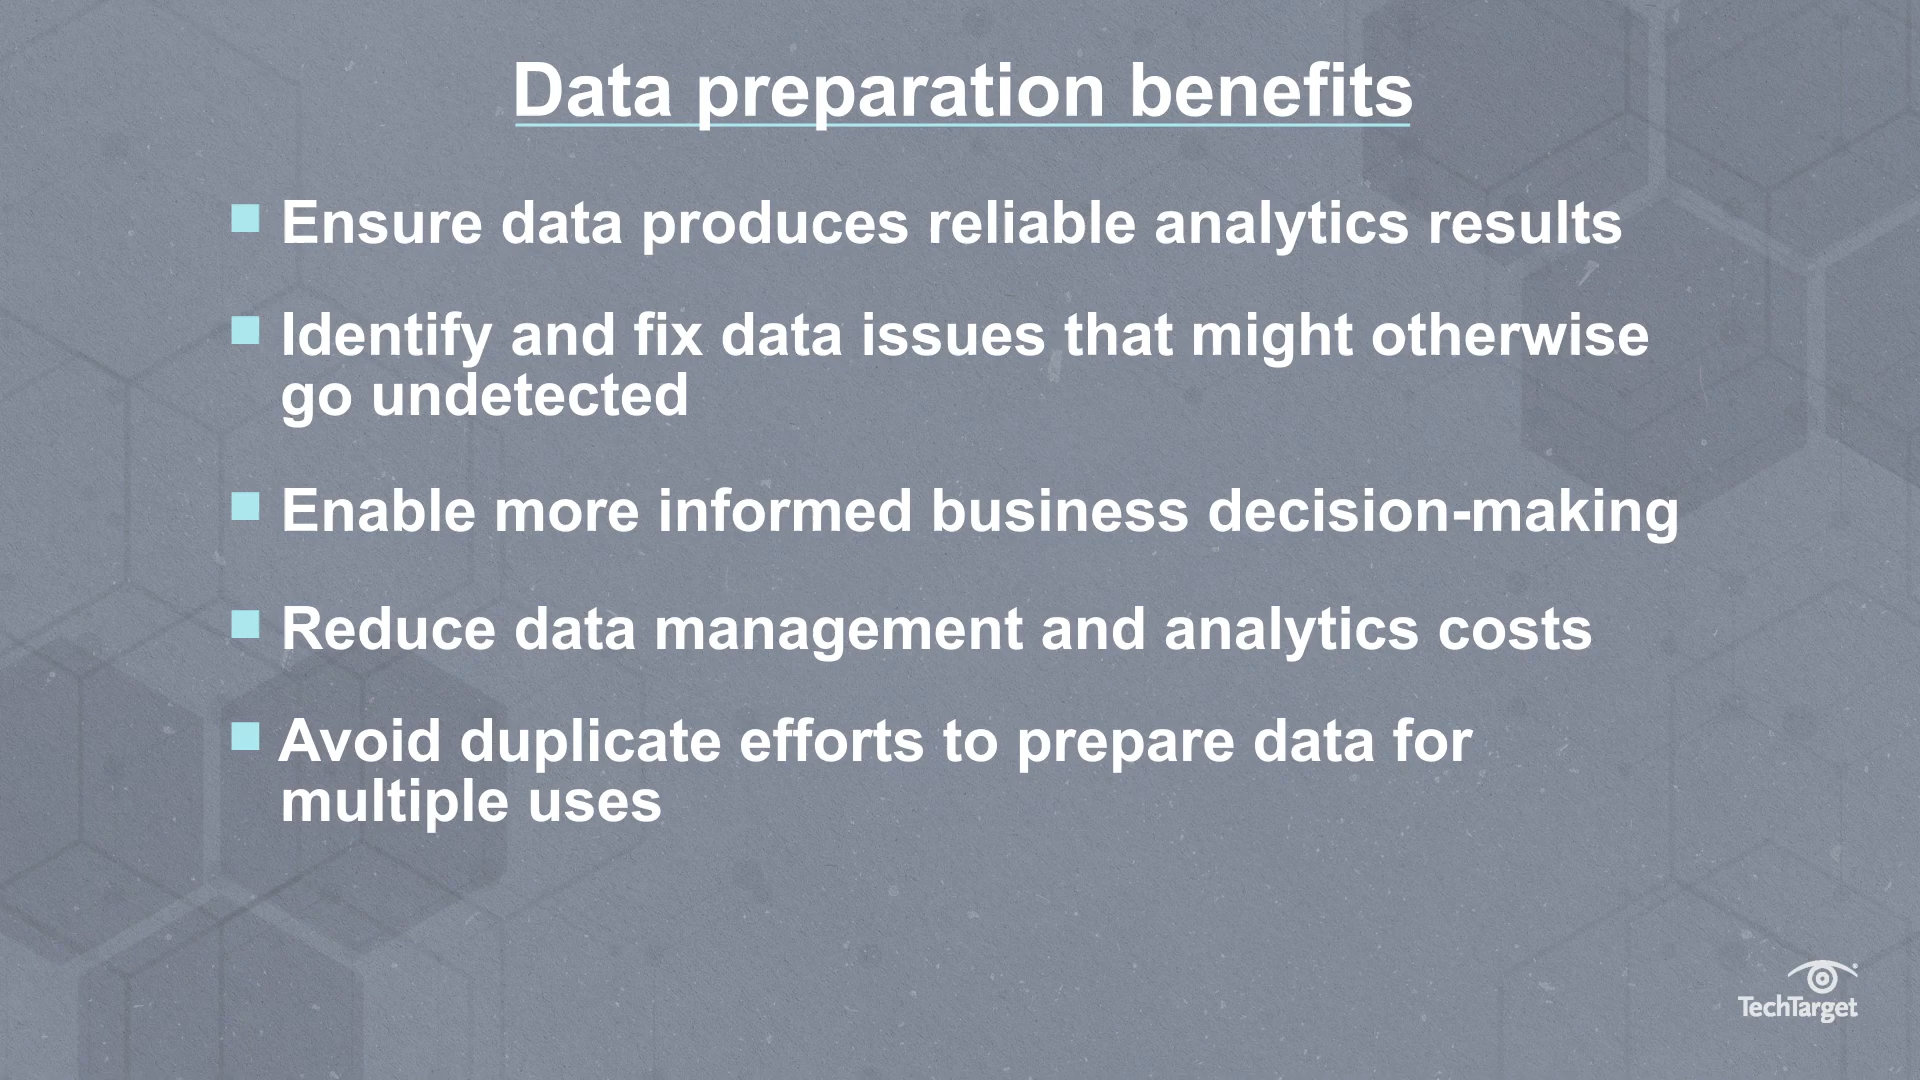 Data preparation benefits
Ensure data produces reliable analytics results
Identify and fix data issues that might otherwise
go undetected
Enable more informed business decision-making
Reduce data management and analytics costs
Avoid duplicate efforts to prepare data for
multiple uses
TechTarget